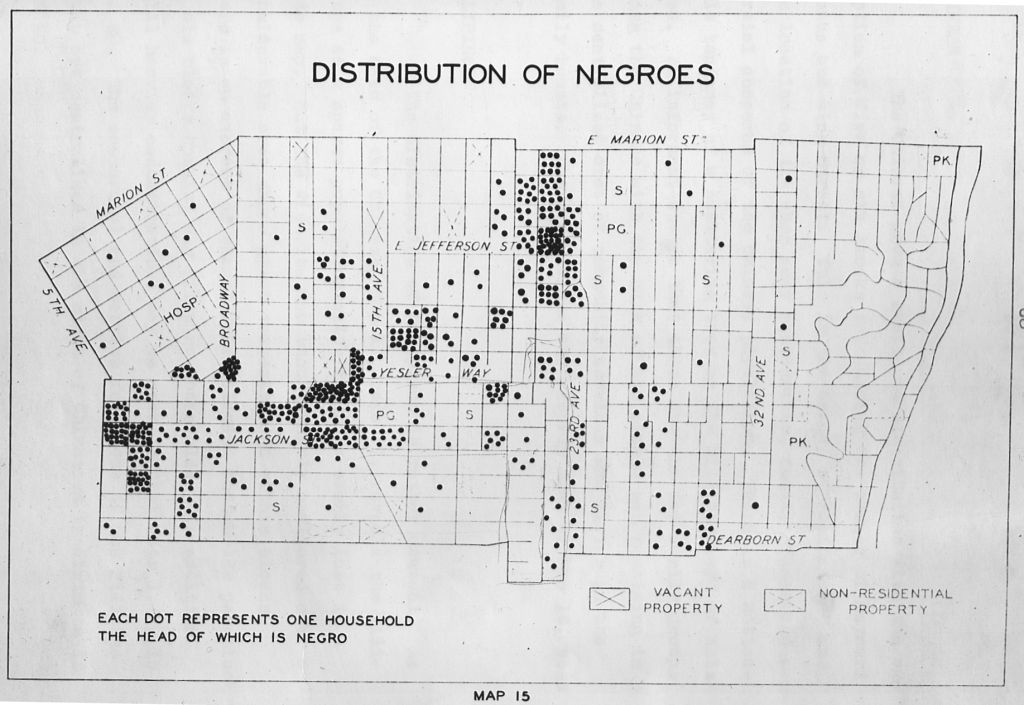 DISTRIBUTION OF NEGROES
E MARION ST
PK.
MARION ST
S
S
PG
E JEFFERSON ST
S
S
5TH AVE.
HOSP
BROADWAY
15TH AVE.
S
YESLER WAY
32ND AVE
23RD AVE
PG
S
JACKSON S
PK.
S
S
DEARBORN ST
VACANT
PROPERTY
NON-RESIDENTIAL
PROPERTY
EACH DOT REPRESENTS ONE HOUSEHOLD
THE HEAD OF WHICH IS NEGRO
MAP 15